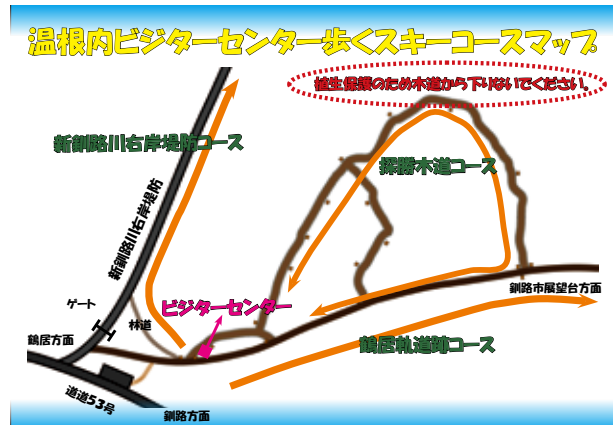 温根内ビジターセンター歩くスキーコースマップ
植生保護のため木道から下りないでください。
新釧路川右岸堤防コース
探勝木道コース
新釧路川右岸堤防
釧路市展望台方面
ゲート
ビジターセンター
林道
鶴居方面
鶴居軌道跡コース
道道53号
釧路方面